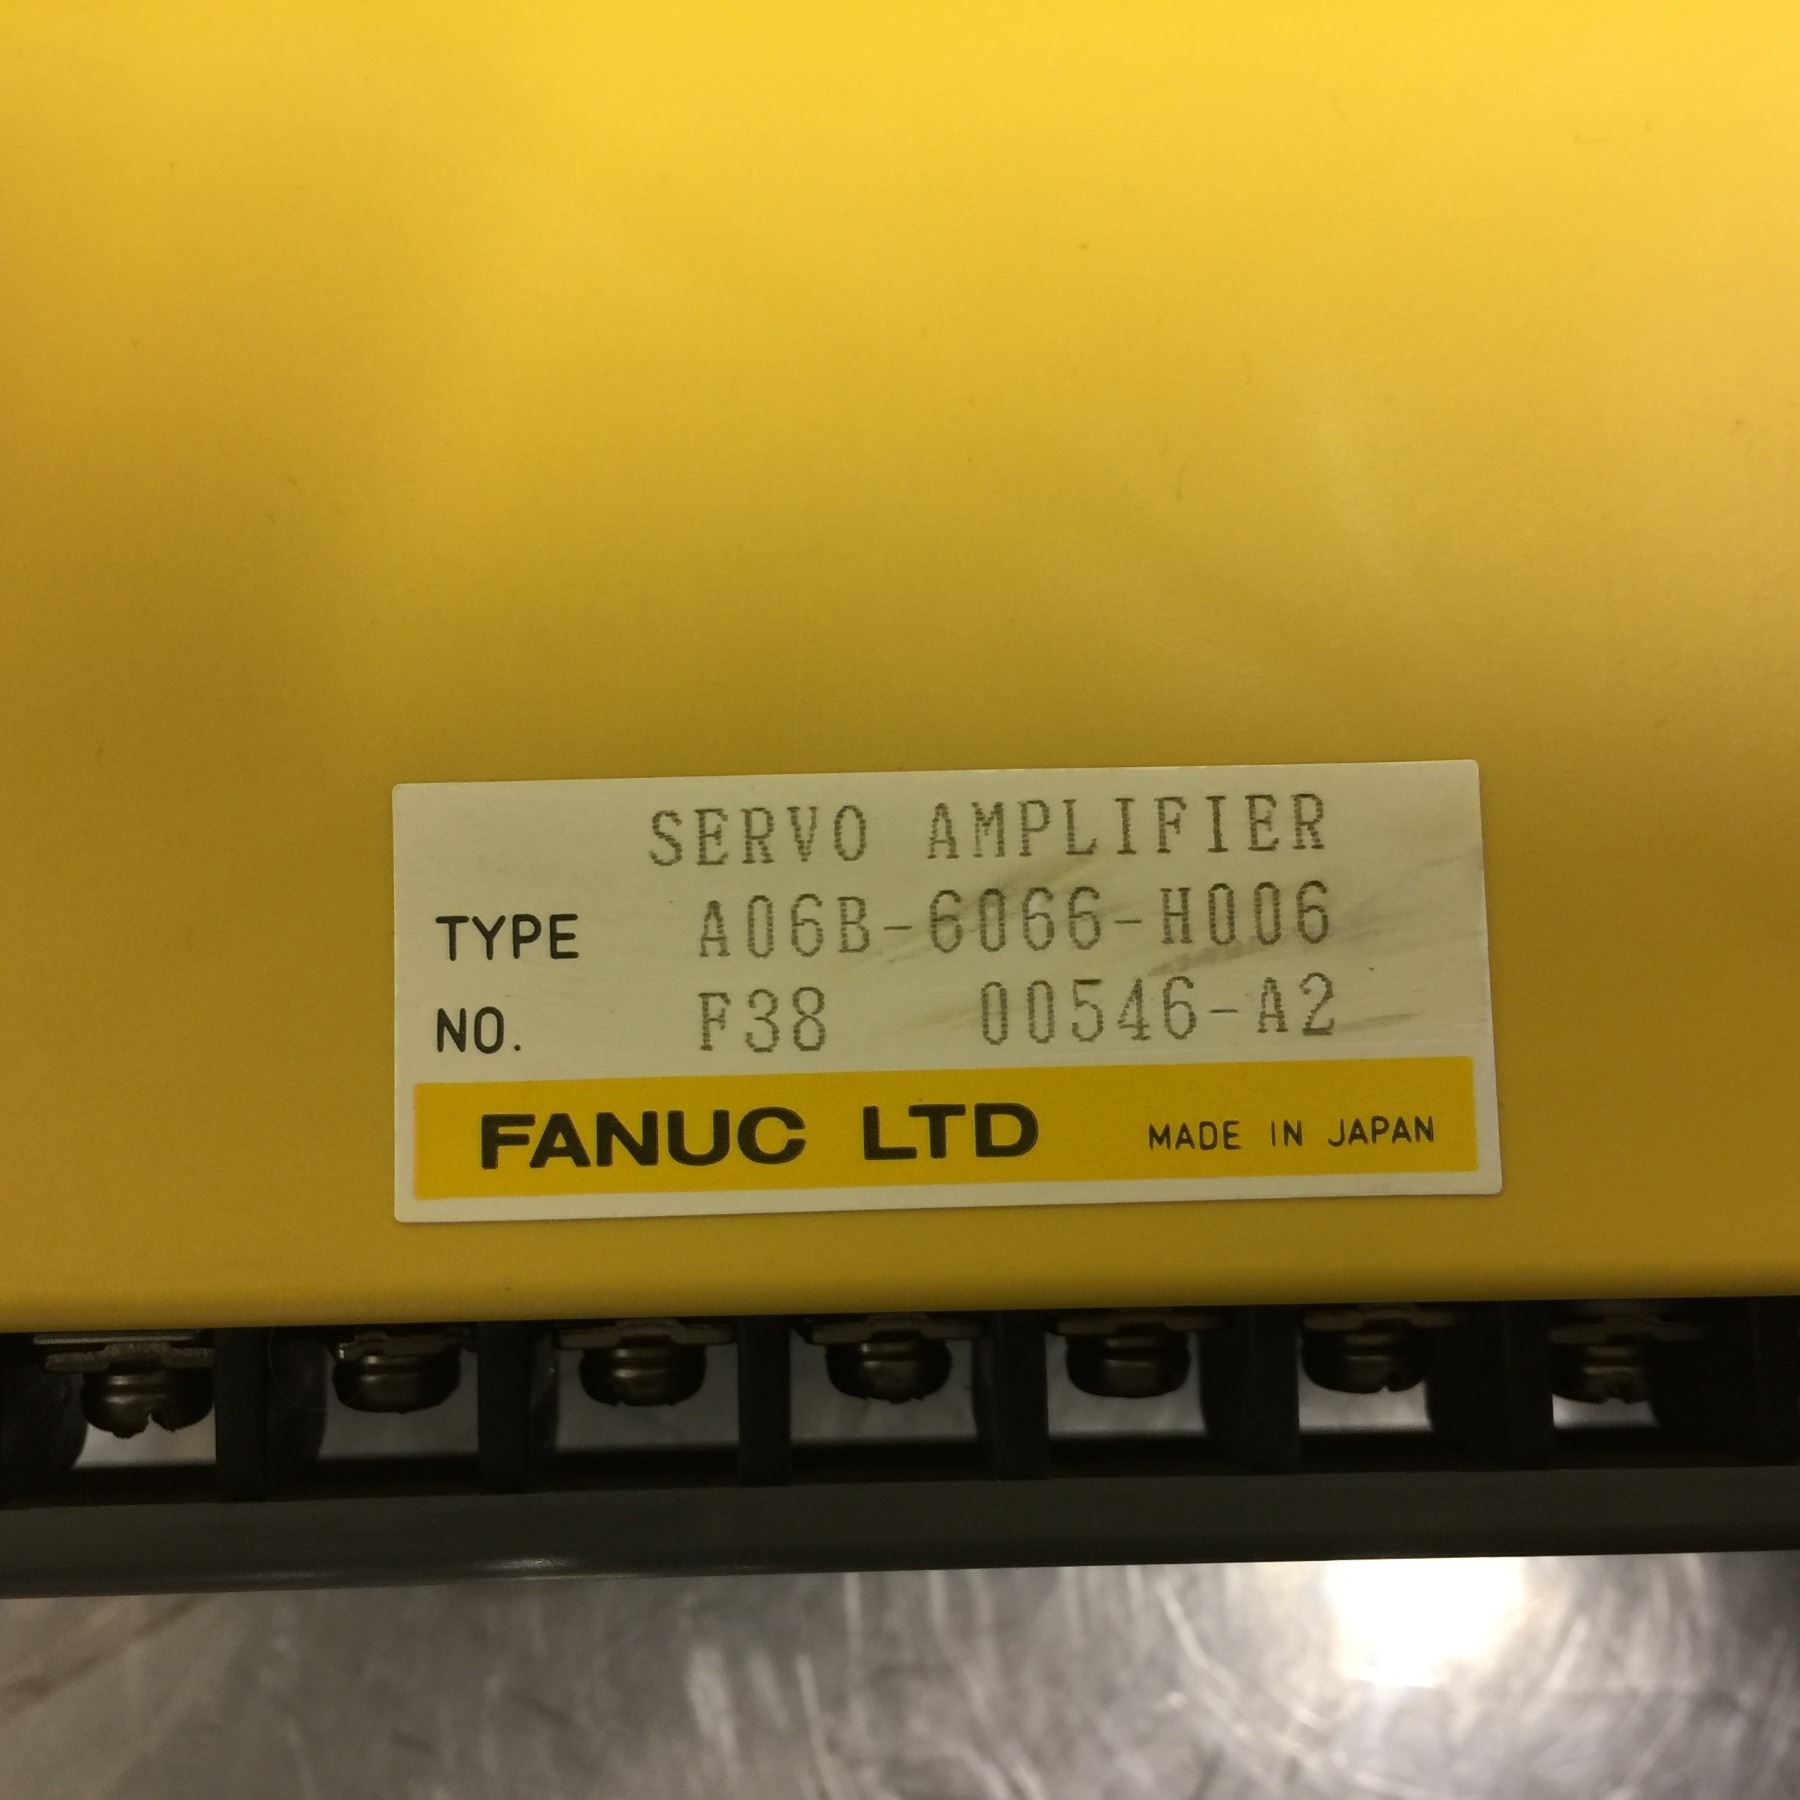 SERVO AMPLIFIER
TYPE A06B-6066-H006
NO. F38 00546-A2
FANUC LTD MADE IN JAPAN